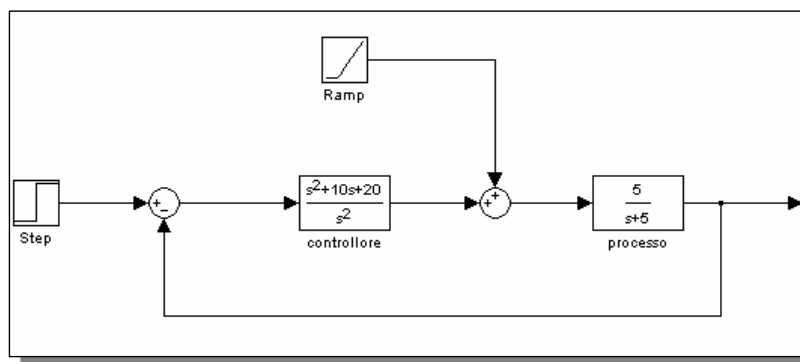 Ramp
Step
+
−
s²+10s+20
s²
controllore
+
+
5
s+5
processo